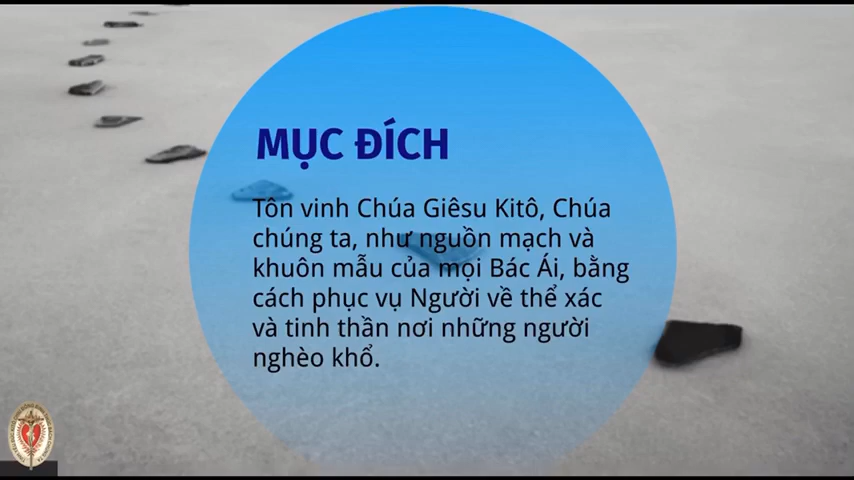 MỤC ĐÍCH
Tôn vinh Chúa Giêsu Kitô, Chúa
chúng ta, như nguồn mạch và
khuôn mẫu của mọi Bác Ái, bằng
cách phục vụ Người về thể xác
và tinh thần nơi những người
nghèo khổ.